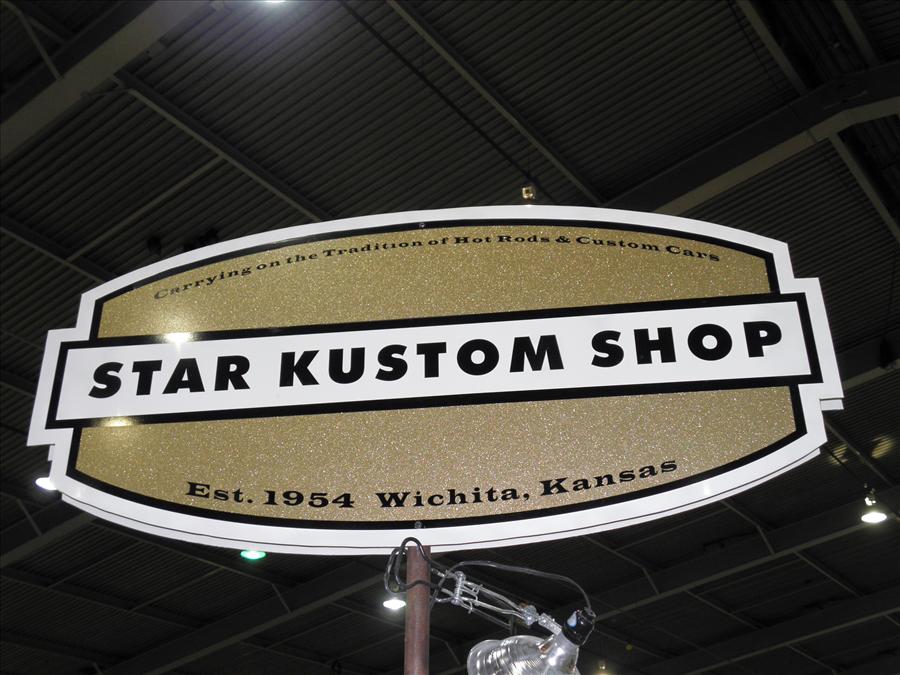 Carrying on the Tradition of Hot Rods & Custom Cars
STAR KUSTOM SHOP
Est. 1954 Wichita, Kansas